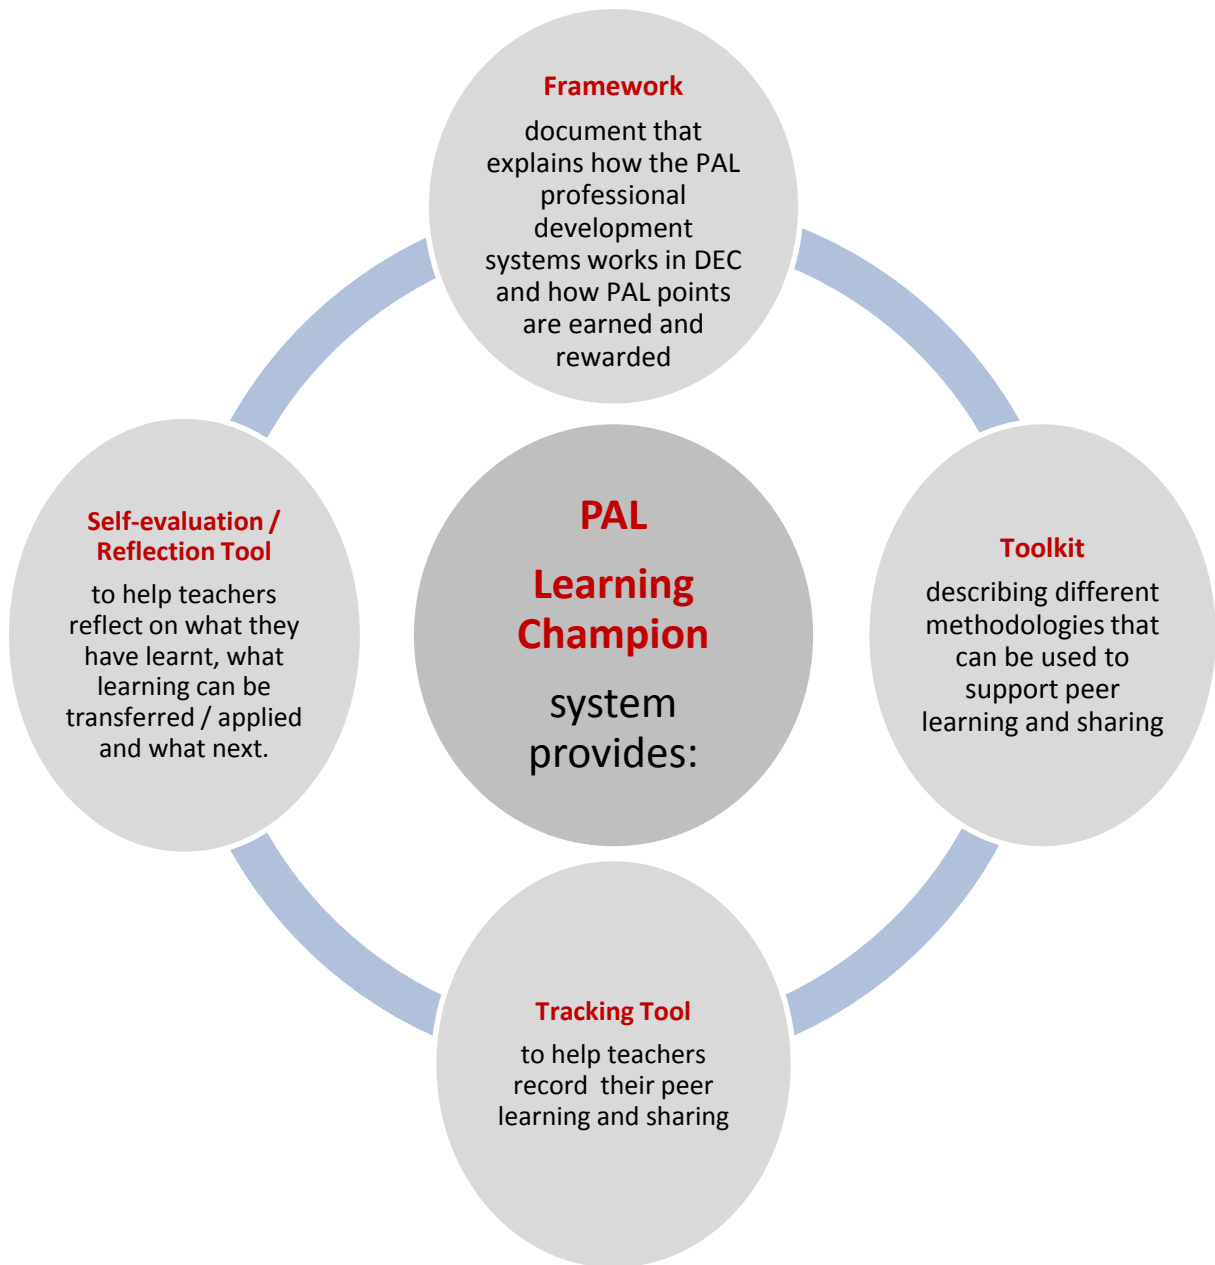 Framework
document that
explains how the PAL
professional
development
systems works in DEC
and how PAL points
are earned and
rewarded
Self-evaluation /
Reflection Tool
to help teachers
reflect on what they
have learnt, what
learning can be
transferred / applied
and what next.
PAL
Learning
Champion
system
provides:
Toolkit
describing different
methodologies that
can be used to
support peer
learning and sharing
Tracking Tool
to help teachers
record  their peer
learning and sharing